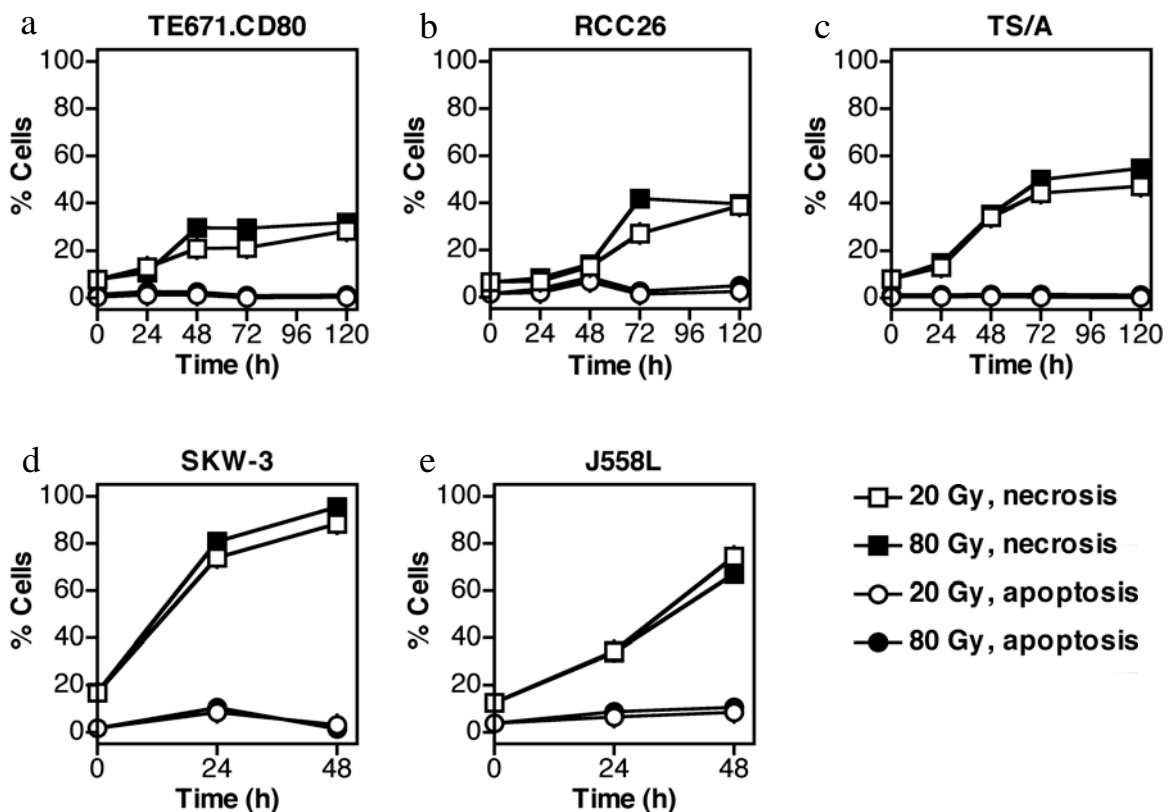 a TE671.CD80
b RCC26
c TS/A
100
80
60
40
20
0
% Cells
0 24 48 72 96 120
Time (h)
100
80
60
40
20
0
% Cells
0 24 48 72 96 120
Time (h)
100
80
60
40
20
0
% Cells
0 24 48 72 96 120
Time (h)
d SKW-3
e J558L
100
80
60
40
20
0
% Cells
0 24 48
Time (h)
100
80
60
40
20
0
% Cells
0 24 48
Time (h)
20 Gy, necrosis
80 Gy, necrosis
20 Gy, apoptosis
80 Gy, apoptosis